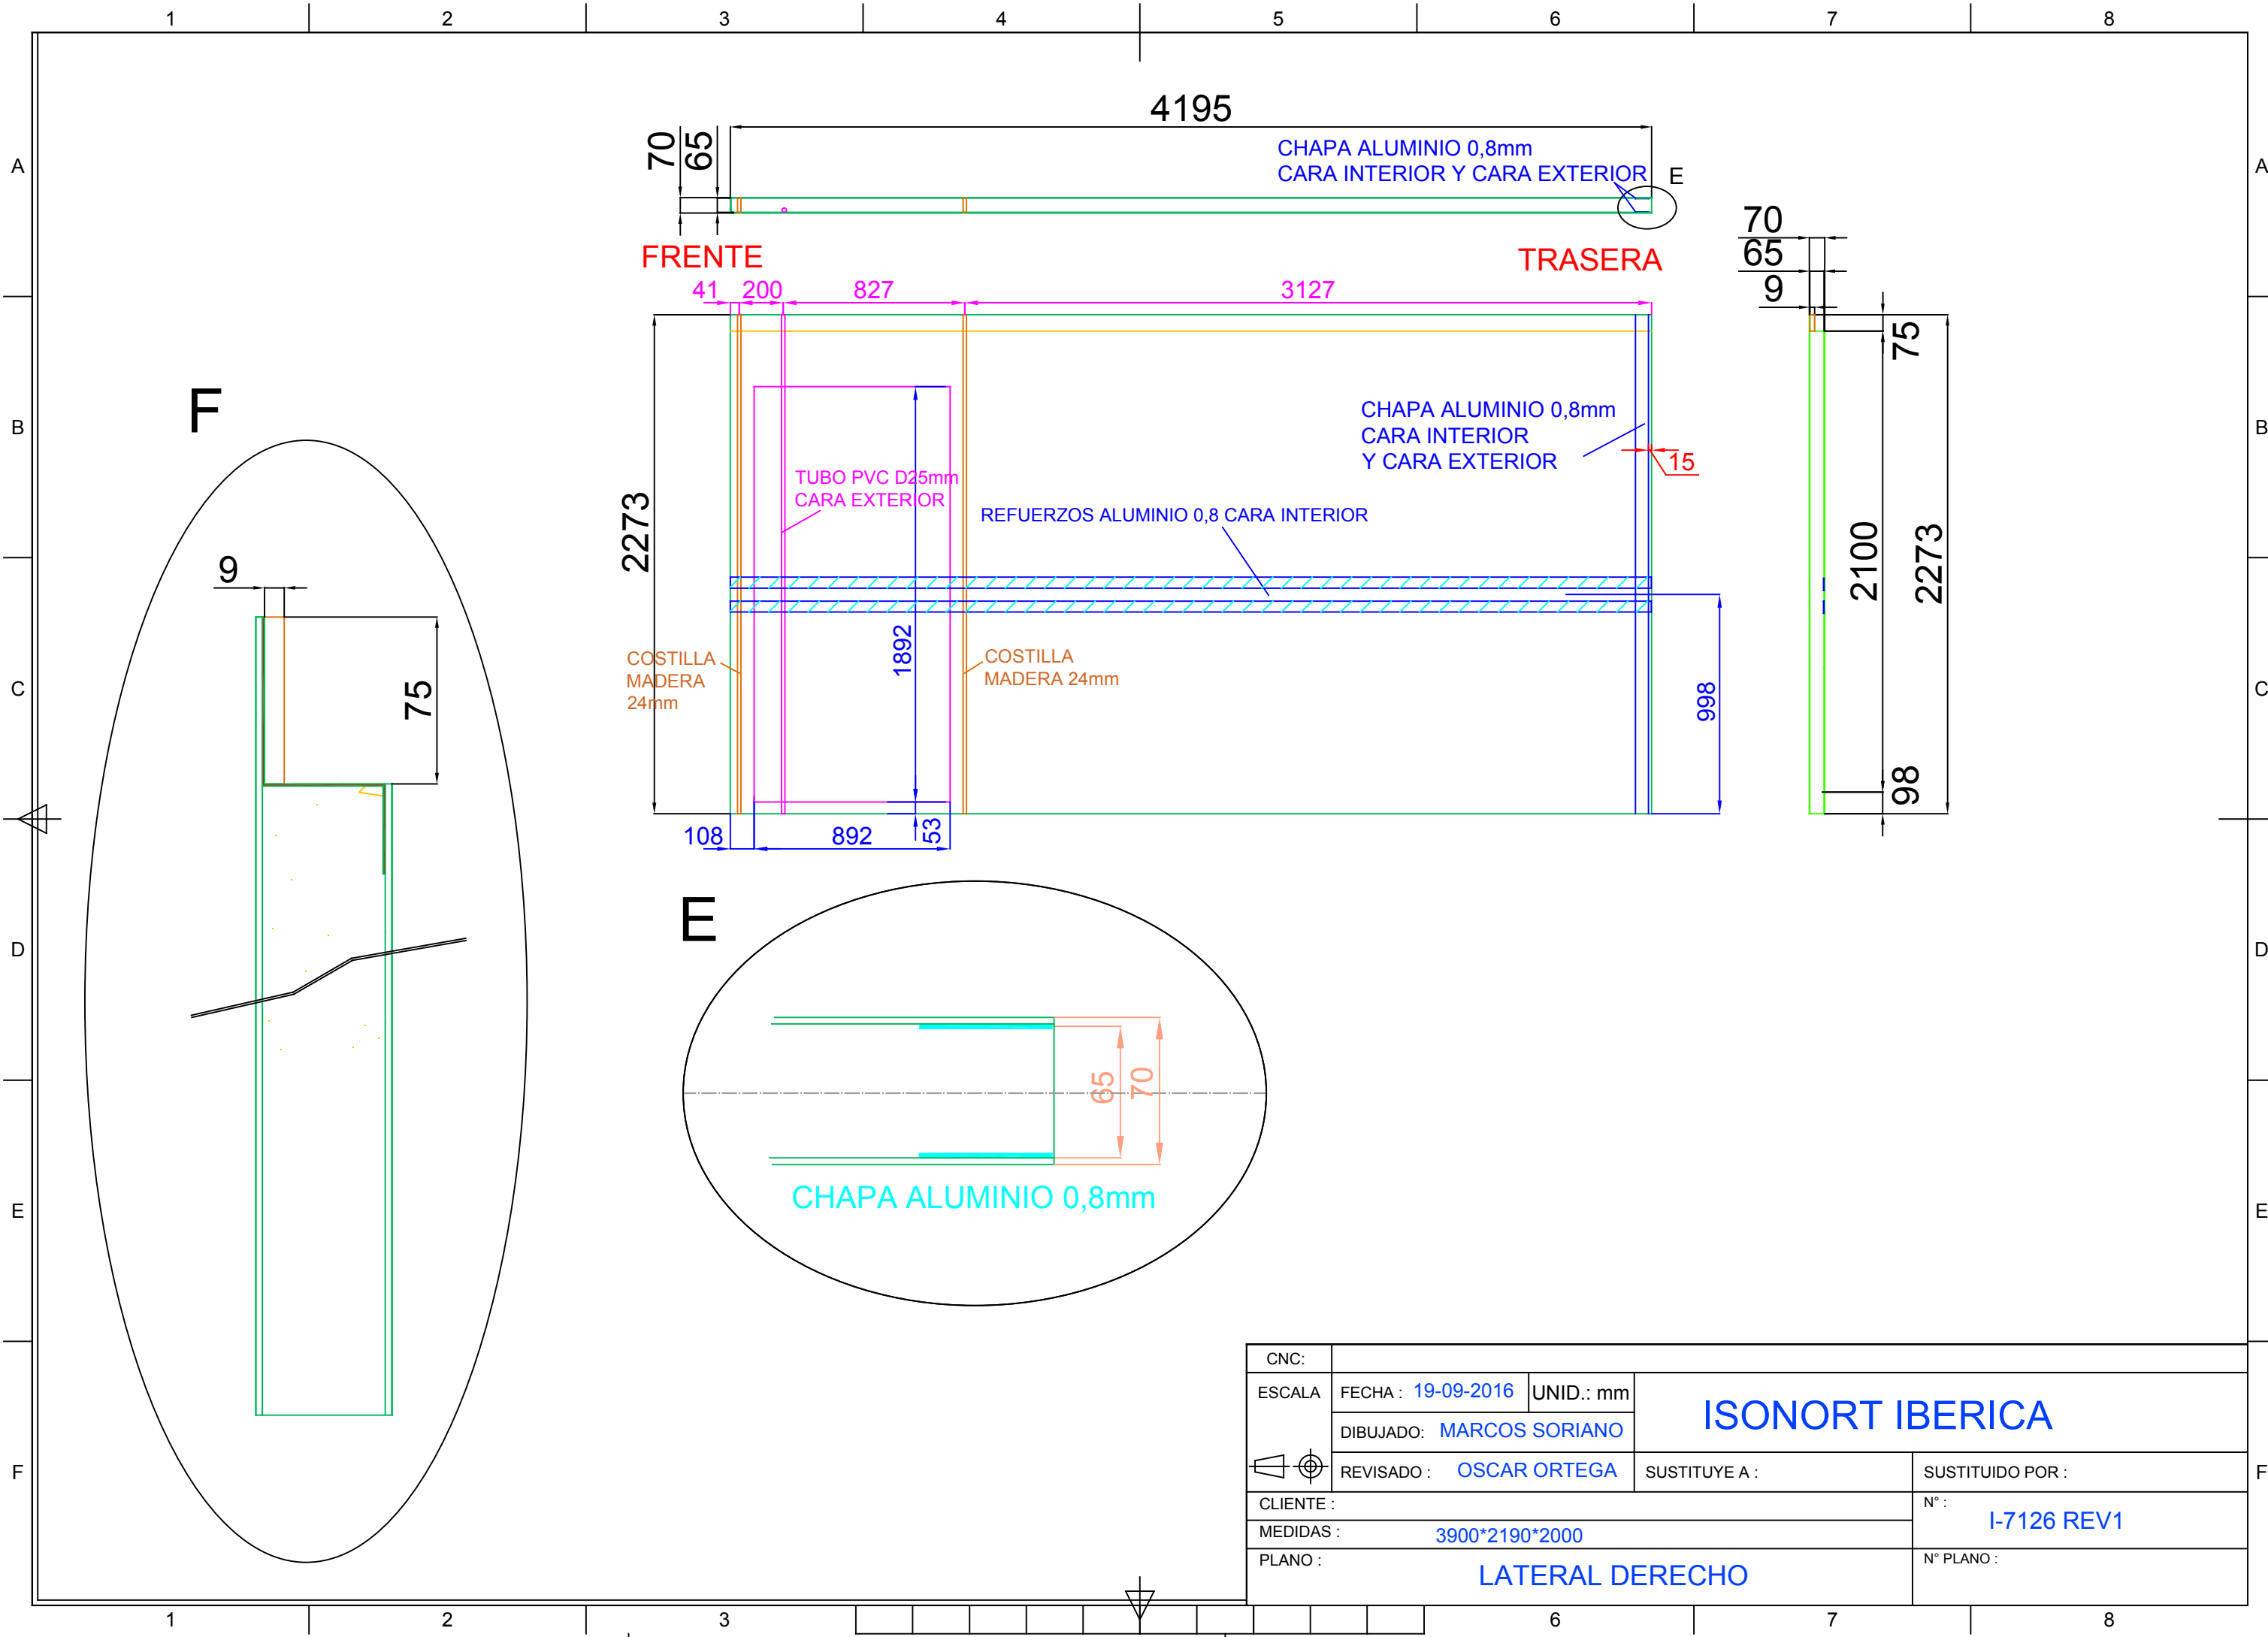 1 2 3 4 5 6 7 8
A A
B B
C C
D D
E E
F F
4195
70
65
CHAPA ALUMINIO 0,8mm
CARA INTERIOR Y CARA EXTERIOR
E
FRENTE
TRASERA
41 200 827 3127
70
65
9
75
2100
2273
98
F
9
75
2273
TUBO PVC D25mm
CARA EXTERIOR
CHAPA ALUMINIO 0,8mm
CARA INTERIOR
Y CARA EXTERIOR
15
REFUERZOS ALUMINIO 0,8 CARA INTERIOR
1892
COSTILLA
MADERA
24mm
COSTILLA
MADERA 24mm
998
108 892 53
E
65
70
CHAPA ALUMINIO 0,8mm
CNC:
ESCALA
FECHA : 19-09-2016
UNID.: mm
ISONORT IBERICA
DIBUJADO: MARCOS SORIANO
REVISADO : OSCAR ORTEGA
SUSTITUYE A :
SUSTITUIDO POR :
CLIENTE :
N° :
I-7126 REV1
MEDIDAS : 3900*2190*2000
PLANO : LATERAL DERECHO
N° PLANO :
1 2 3 6 7 8